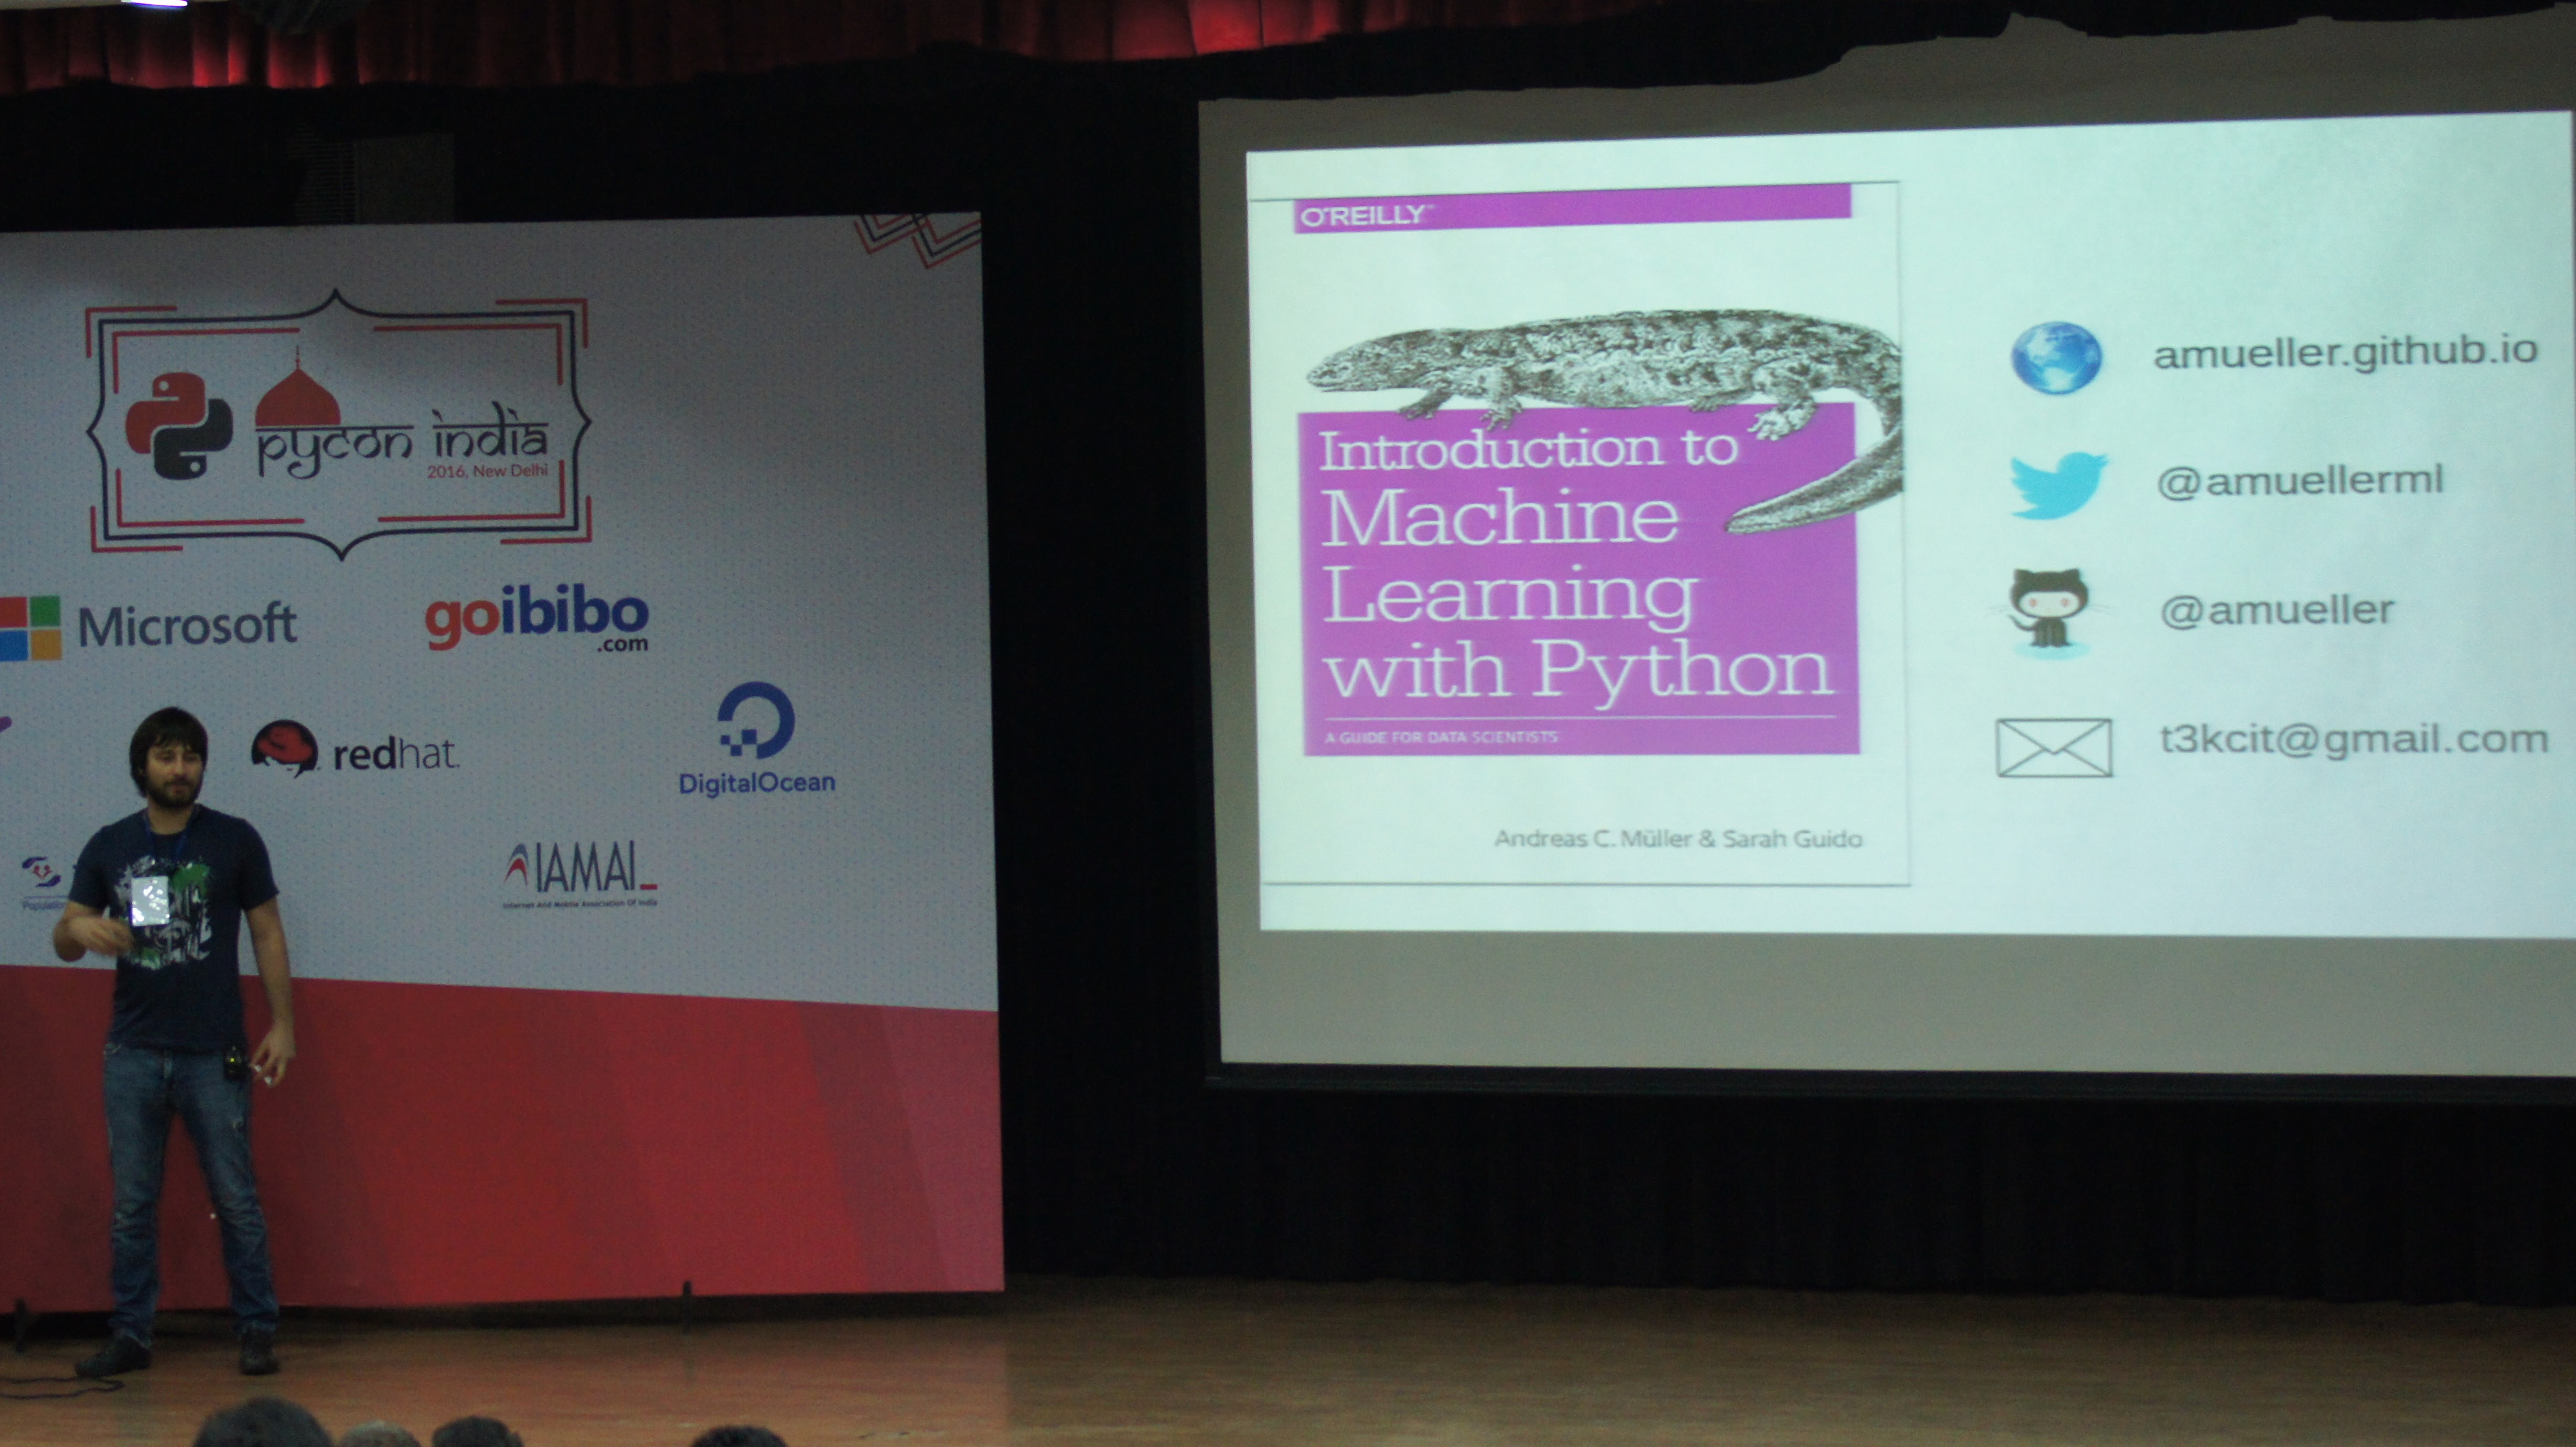 pycon india
2016, New Delhi
Microsoft
goibibo
.com
redhat.
DigitalOcean
IAMAI
Internet And Mobile Association Of India
Population
O'REILLY™
Introduction to
Machine
Learning
with Python
A GUIDE FOR DATA SCIENTISTS
Andreas C. Müller & Sarah Guido
amueller.github.io
@amuellerml
@amueller
t3kcit@gmail.com